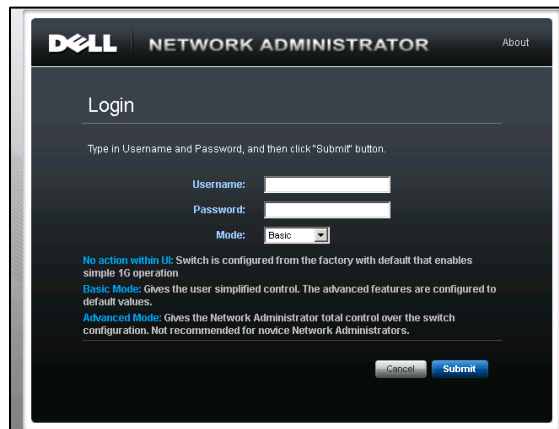 DELL NETWORK ADMINISTRATOR About
Login
Type in Username and Password, and then click "Submit" button.
Username:
Password:
Mode: Basic
No action within UI: Switch is configured from the factory with default that enables
simple 1G operation
Basic Mode: Gives the user simplified control. The advanced features are configured to
default values.
Advanced Mode: Gives the Network Administrator total control over the switch
configuration. Not recommended for novice Network Administrators.
Cancel Submit